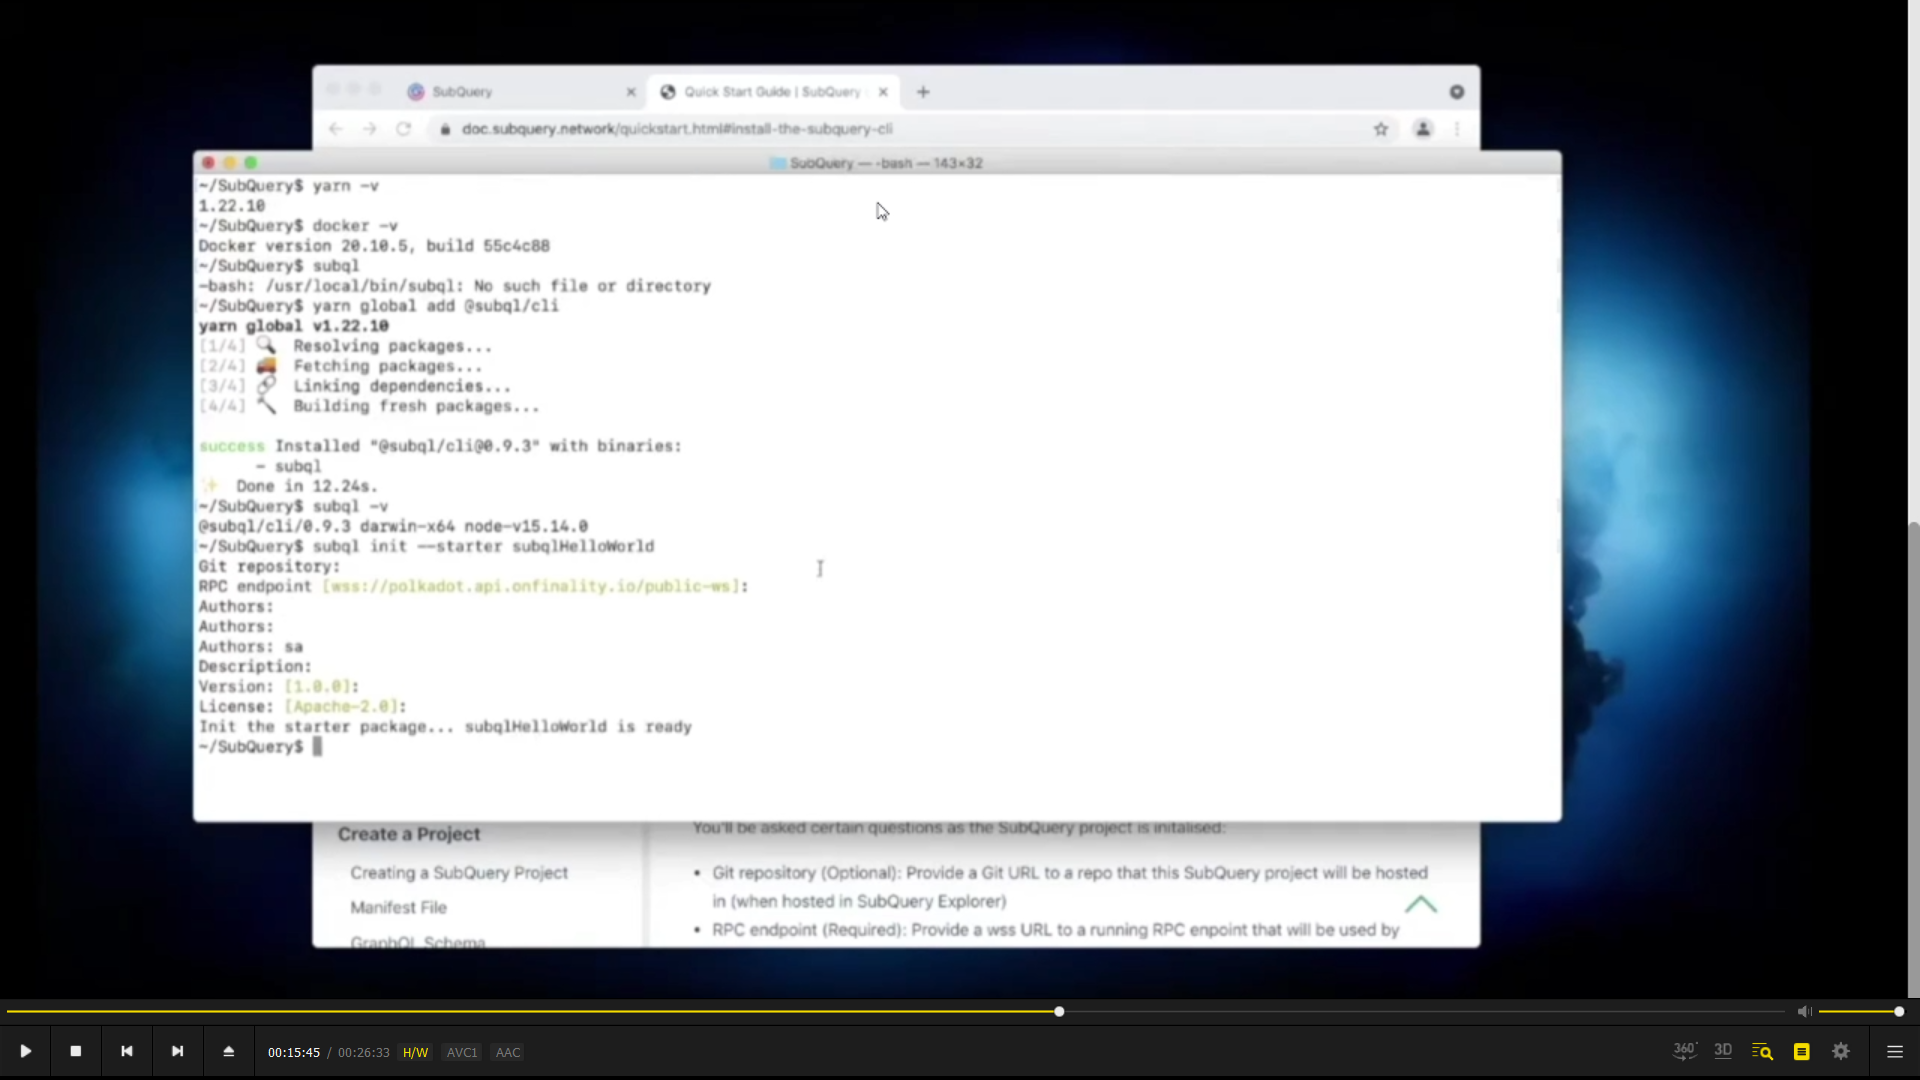 SubQuery
Quick Start Guide | SubQuery
doc.subquery.network/quickstart.html#install-the-subquery-cli
SubQuery — -bash — 143×32
~/SubQuery$ yarn -v
1.22.10
~/SubQuery$ docker -v
Docker version 20.10.5, build 55c4c88
~/SubQuery$ subql
-bash: /usr/local/bin/subql: No such file or directory
~/SubQuery$ yarn global add @subql/cli
yarn global v1.22.10
[1/4] Resolving packages...
[2/4] Fetching packages...
[3/4] Linking dependencies...
[4/4] Building fresh packages...
success Installed "@subql/cli@0.9.3" with binaries:
- subql
Done in 12.24s.
~/SubQuery$ subql -v
@subql/cli/0.9.3 darwin-x64 node-v15.14.0
~/SubQuery$ subql init --starter subqlHelloWorld
Git repository:
RPC endpoint [wss://polkadot.api.onfinality.io/public-ws]:
Authors:
Authors:
Authors: sa
Description:
Version: [1.0.0]:
License: [Apache-2.0]:
Init the starter package... subqlHelloWorld is ready
~/SubQuery$
Create a Project
Creating a SubQuery Project
Manifest File
GraphQL Schema
You'll be asked certain questions as the SubQuery project is initalised:
• Git repository (Optional): Provide a Git URL to a repo that this SubQuery project will be hosted
in (when hosted in SubQuery Explorer)
• RPC endpoint (Required): Provide a wss URL to a running RPC enpoint that will be used by
00:15:45 / 00:26:33 H/W AVC1 AAC
360° 3D